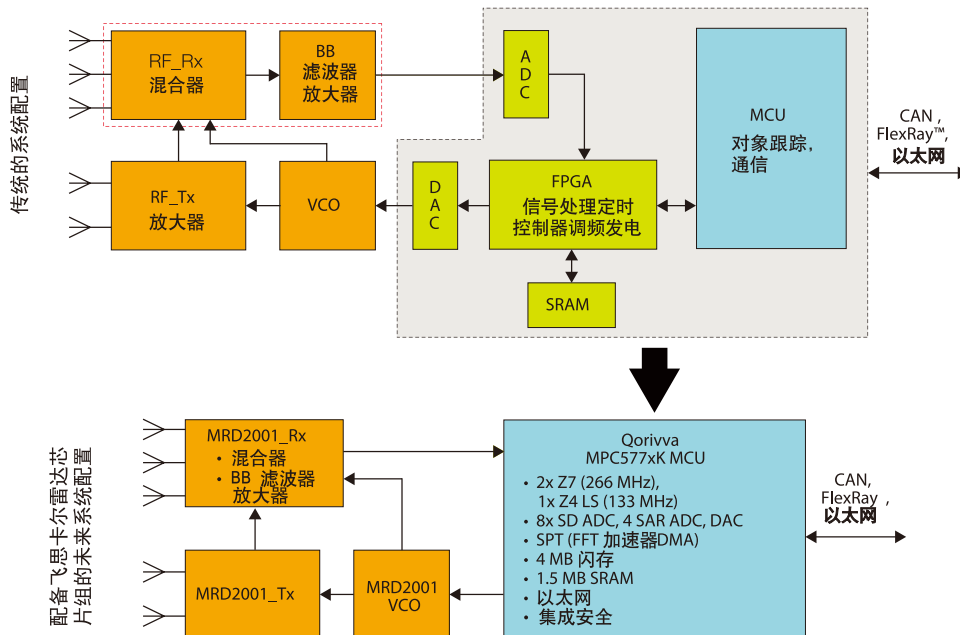 传统的系统配置
RF_Rx
混合器
BB
滤波器
放大器
A
D
C
MCU
对象跟踪,
通信
CAN ,
FlexRay™,
以太网
RF_Tx
放大器
VCO
D
A
C
FPGA
信号处理定时
控制器调频发电
SRAM
配备飞思卡尔雷达芯
片组的未来系统配置
MRD2001_Rx
· 混合器
· BB 滤波器
放大器
MRD2001_Tx
MRD2001
VCO
Qorivva
MPC577xK MCU
• 2x Z7 (266 MHz),
1x Z4 LS (133 MHz)
• 8x SD ADC, 4 SAR ADC, DAC
• SPT (FFT 加速器DMA)
• 4 MB 闪存
• 1.5 MB SRAM
• 以太网
• 集成安全
CAN,
FlexRay ,
以太网